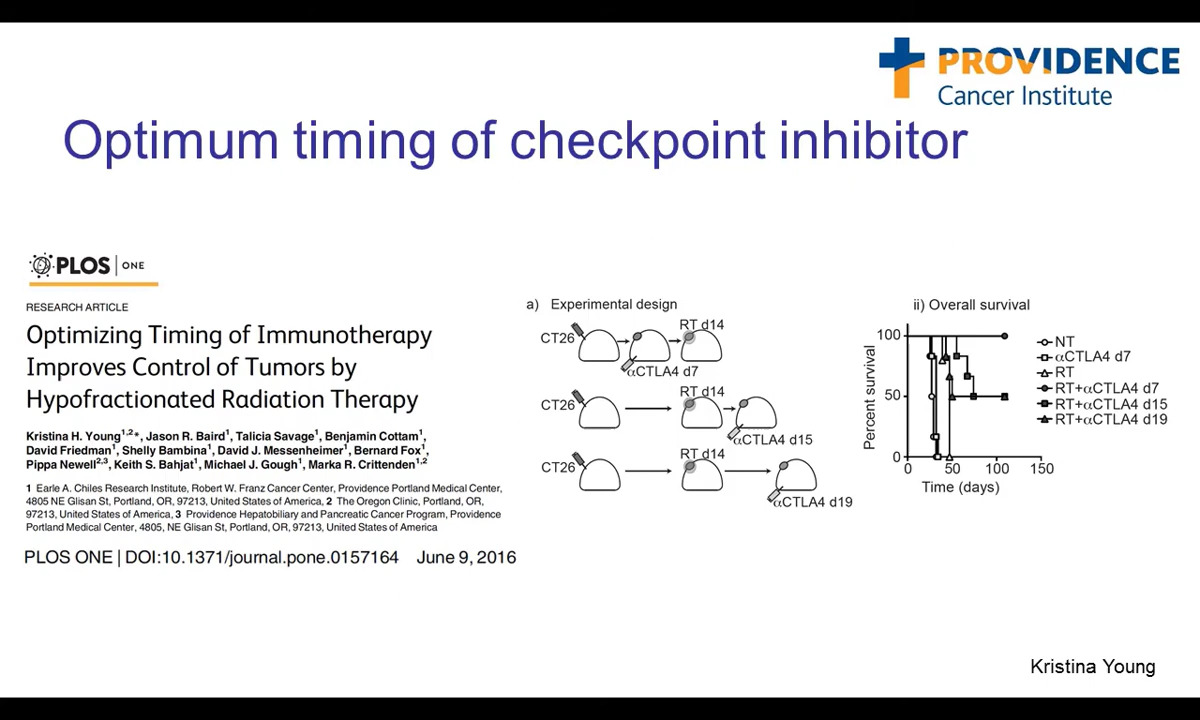 PROVIDENCE
Cancer Institute
Optimum timing of checkpoint inhibitor
PLOS | ONE
RESEARCH ARTICLE
Optimizing Timing of Immunotherapy
Improves Control of Tumors by
Hypofractionated Radiation Therapy
Kristina H. Young1,2*, Jason R. Baird1, Talicia Savage1, Benjamin Cottam1,
David Friedman1, Shelly Bambina1, David J. Messenheimer1, Bernard Fox1,
Pippa Newell2,3, Keith S. Bahjat1, Michael J. Gough1, Marka R. Crittenden1,2
1 Earle A. Chiles Research Institute, Robert W. Franz Cancer Center, Providence Portland Medical Center,
4805 NE Glisan St, Portland, OR, 97213, United States of America, 2 The Oregon Clinic, Portland, OR,
97213, United States of America, 3 Providence Hepatobiliary and Pancreatic Cancer Program, Providence
Portland Medical Center, 4805, NE Glisan St, Portland, OR, 97213, United States of America
PLOS ONE | DOI:10.1371/journal.pone.0157164 June 9, 2016
a) Experimental design
RT d14
CT26
αCTLA4 d7
RT d14
CT26
αCTLA4 d15
RT d14
CT26
αCTLA4 d19
ii) Overall survival
100
50
0
Percent survival
0 50 100 150
Time (days)
NT
αCTLA4 d7
RT
RT+αCTLA4 d7
RT+αCTLA4 d15
RT+αCTLA4 d19
Kristina Young